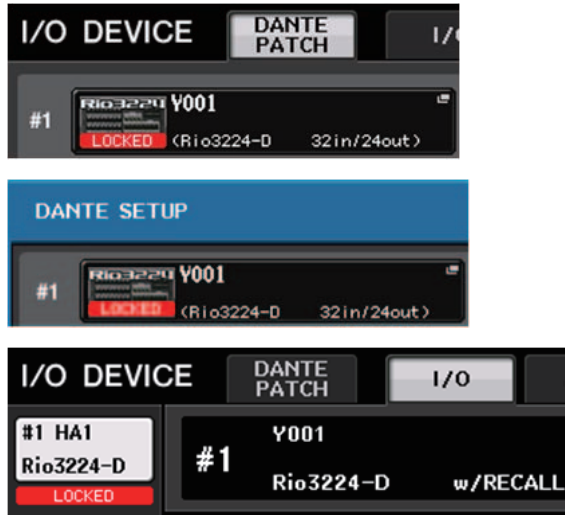 I/O DEVICE DANTE PATCH
#1 Rio3224 Y001
LOCKED (Rio3224-D 32in/24out)
DANTE SETUP
#1 Rio3224 Y001
LOCKED (Rio3224-D 32in/24out)
I/O DEVICE DANTE PATCH I/O
#1 HA1
Rio3224-D
LOCKED
#1 Y001
Rio3224-D w/RECALL